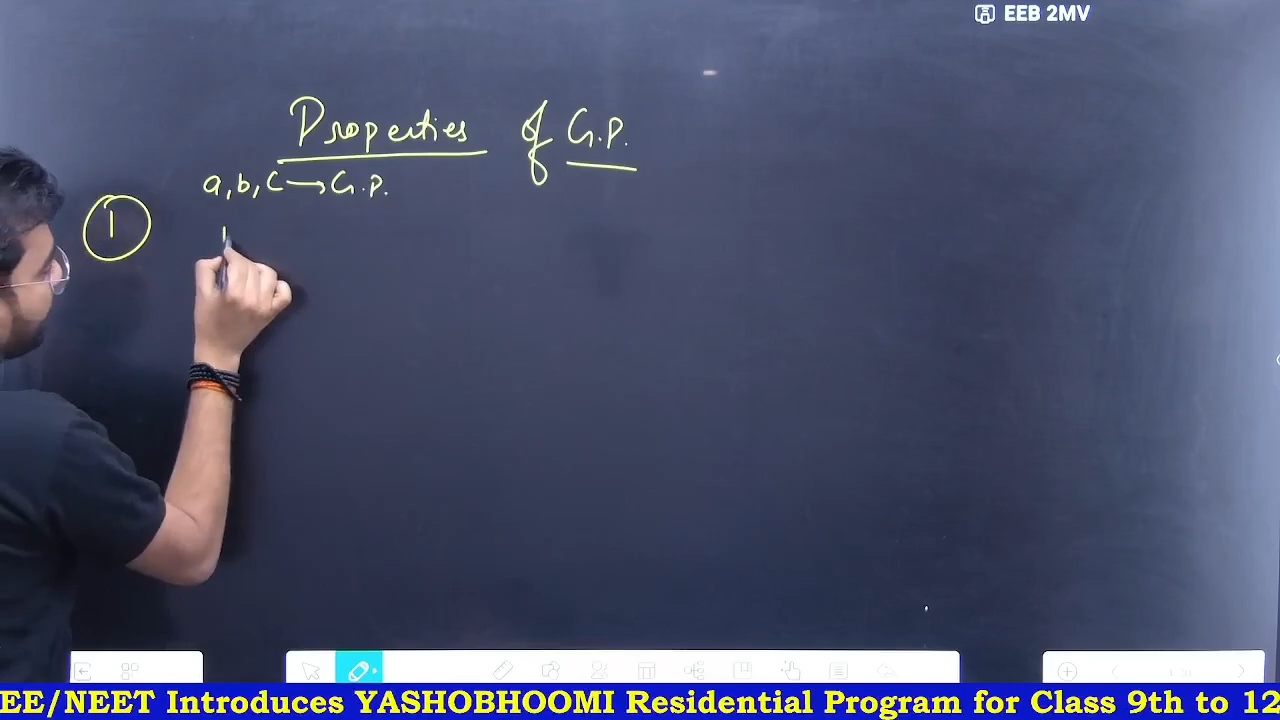 EEB 2MV
Properties of G.P.
a, b, c → G.P.
1
EE/NEET Introduces YASHOBHOOMI Residential Program for Class 9th to 12